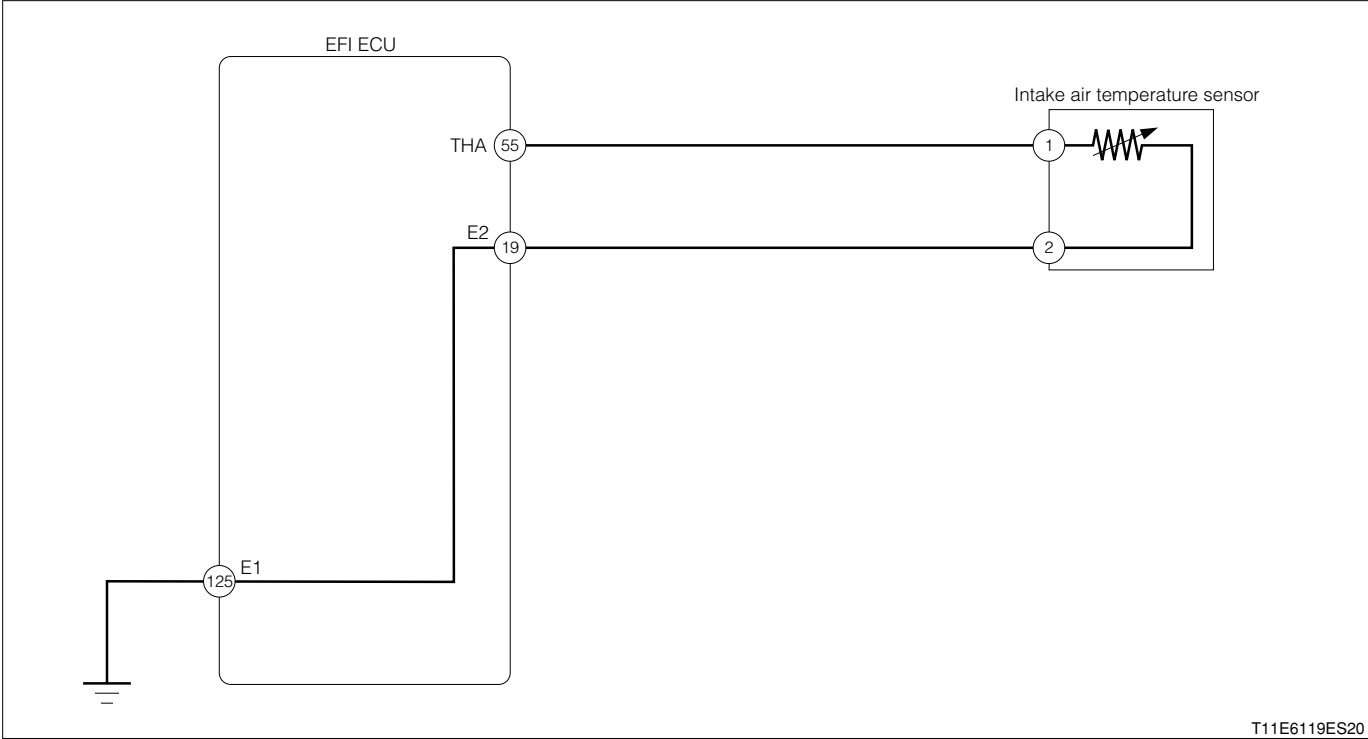 EFI ECU
Intake air temperature sensor
THA 55
1
E2
19
2
E1
125
T11E6119ES20